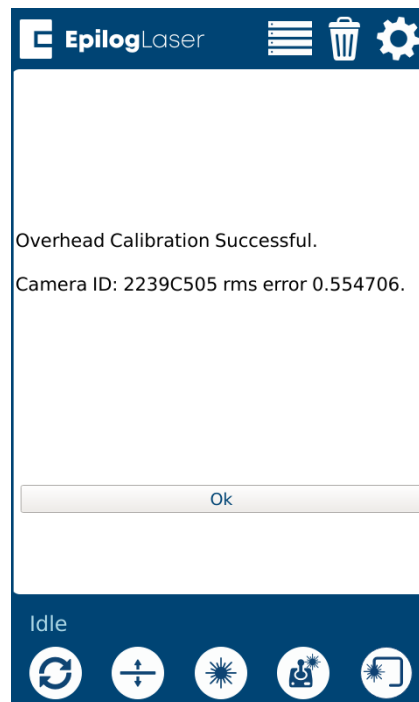 EpilogLaser
Overhead Calibration Successful.
Camera ID: 2239C505 rms error 0.554706.
Ok
Idle